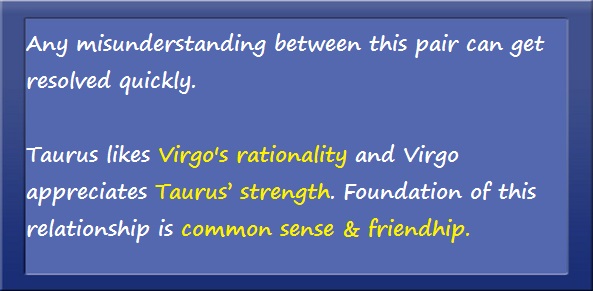 Any misunderstanding between this pair can get
resolved quickly.
Taurus likes Virgo's rationality and Virgo
appreciates Taurus’ strength. Foundation of this
relationship is common sense & friendhip.